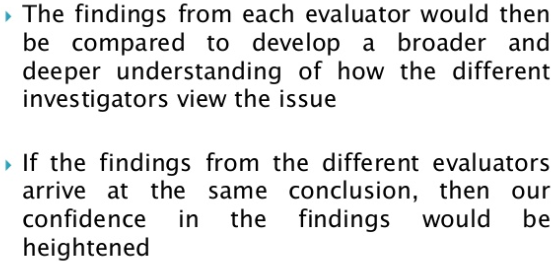 The findings from each evaluator would then
be compared to develop a broader and
deeper understanding of how the different
investigators view the issue
If the findings from the different evaluators
arrive at the same conclusion, then our
confidence in the findings would be
heightened